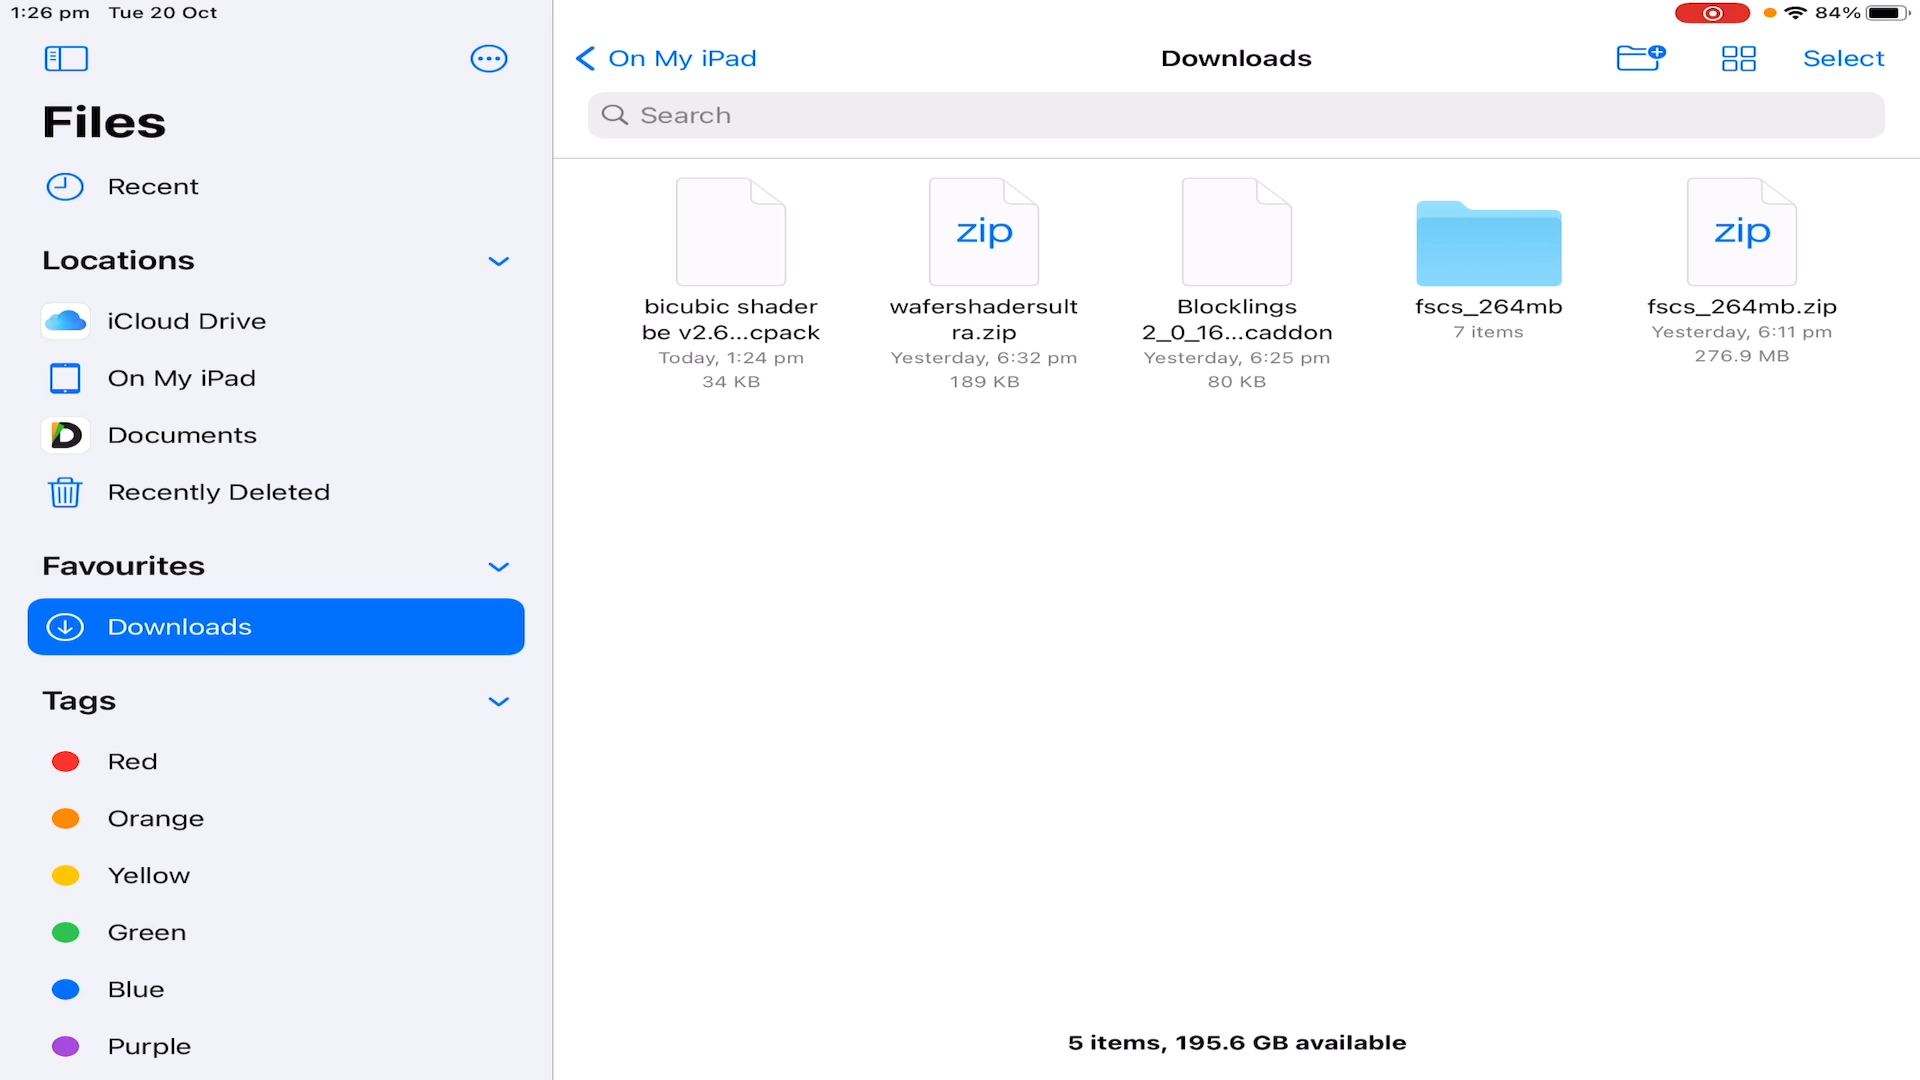 1:26 pm Tue 20 Oct
84%
Files
Recent
Locations
iCloud Drive
On My iPad
Documents
Recently Deleted
Favourites
Downloads
Tags
Red
Orange
Yellow
Green
Blue
Purple
On My iPad
Downloads
Select
Search
bicubic shader
be v2.6...cpack
Today, 1:24 pm
34 KB
zip
wafershadersult
ra.zip
Yesterday, 6:32 pm
189 KB
Blocklings
2_0_16...caddon
Yesterday, 6:25 pm
80 KB
fscs_264mb
7 items
zip
fscs_264mb.zip
Yesterday, 6:11 pm
276.9 MB
5 items, 195.6 GB available